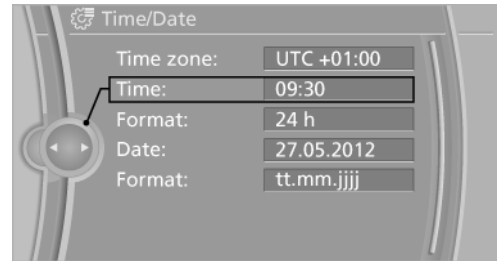 Time/Date
Time zone: UTC +01:00
Time: 09:30
Format: 24 h
Date: 27.05.2012
Format: tt.mm.jjjj